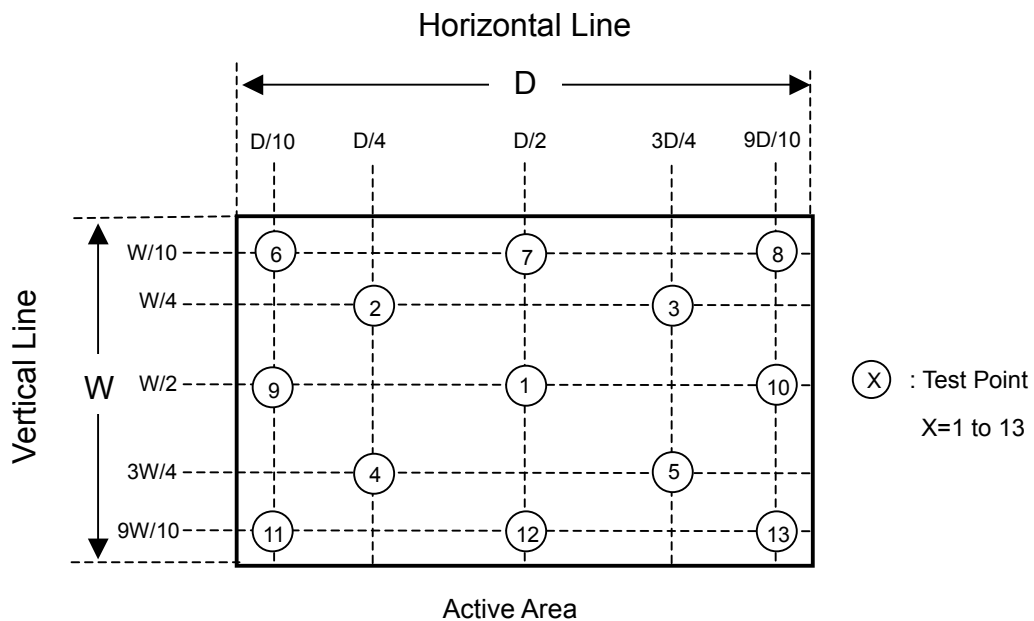 Horizontal Line
D
D/10 D/4 D/2 3D/4 9D/10
W/10 6 7 8
W/4 2 3
Vertical Line
W
W/2 9 1 10
X : Test Point
X=1 to 13
3W/4 4 5
9W/10 11 12 13
Active Area